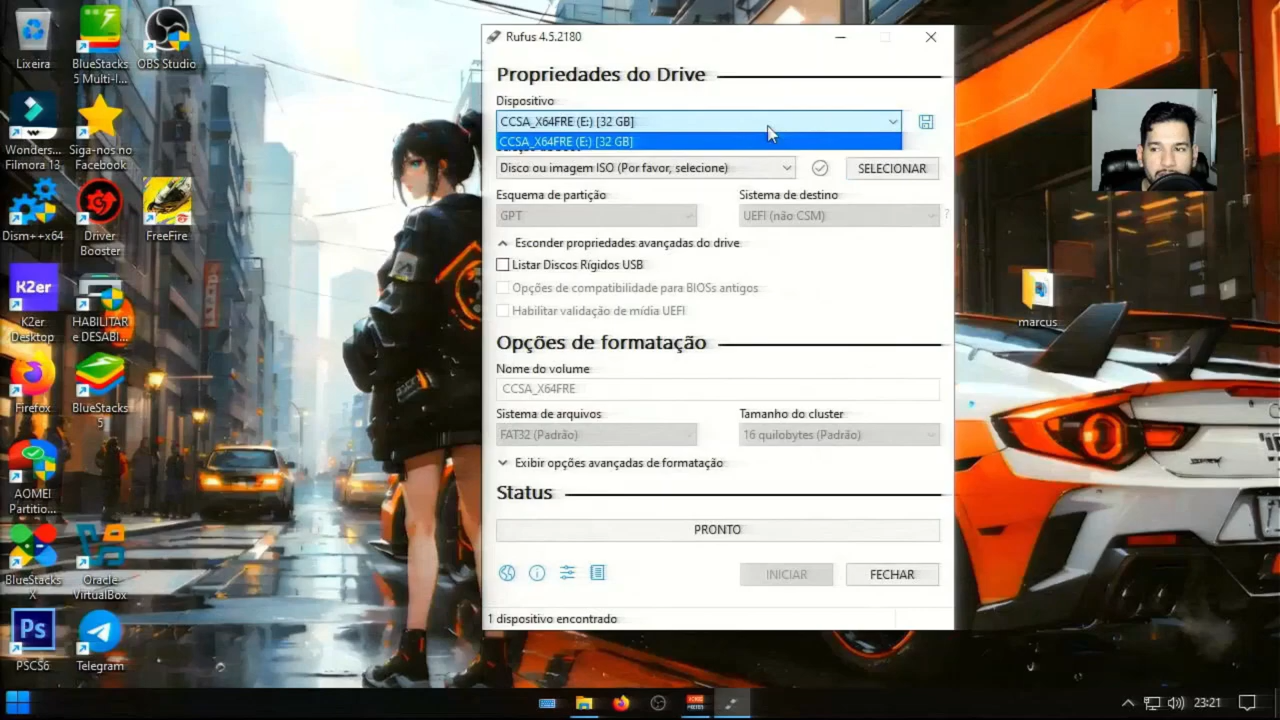 Rufus 4.5.2180
Propriedades do Drive
Dispositivo
CCSA_X64FRE (E:) [32 GB]
CCSA_X64FRE (E:) [32 GB]
Disco ou imagem ISO (Por favor, selecione)
SELECIONAR
Esquema de partição
Sistema de destino
GPT
UEFI (não CSM)
?
Esconder propriedades avançadas do drive
Listar Discos Rígidos USB
Opções de compatibilidade para BIOSs antigos
Habilitar validação de mídia UEFI
Opções de formatação
Nome do volume
CCSA_X64FRE
Sistema de arquivos
Tamanho do cluster
FAT32 (Padrão)
16 quilobytes (Padrão)
Exibir opções avançadas de formatação
Status
PRONTO
INICIAR
FECHAR
1 dispositivo encontrado
Lixeira
BlueStacks
5 Multi-I...
OBS Studio
Wonders...
Filmora 13
Siga-nos no
Facebook
Dism++x64
Driver
Booster
FreeFire
K2er
K2er
Desktop
HABILITAR
e DESABI...
Firefox
BlueStacks
5
AOMEI
Partitio...
BlueStacks
X
Oracle
VirtualBox
Ps
PSCS6
Telegram
marcus
23:21